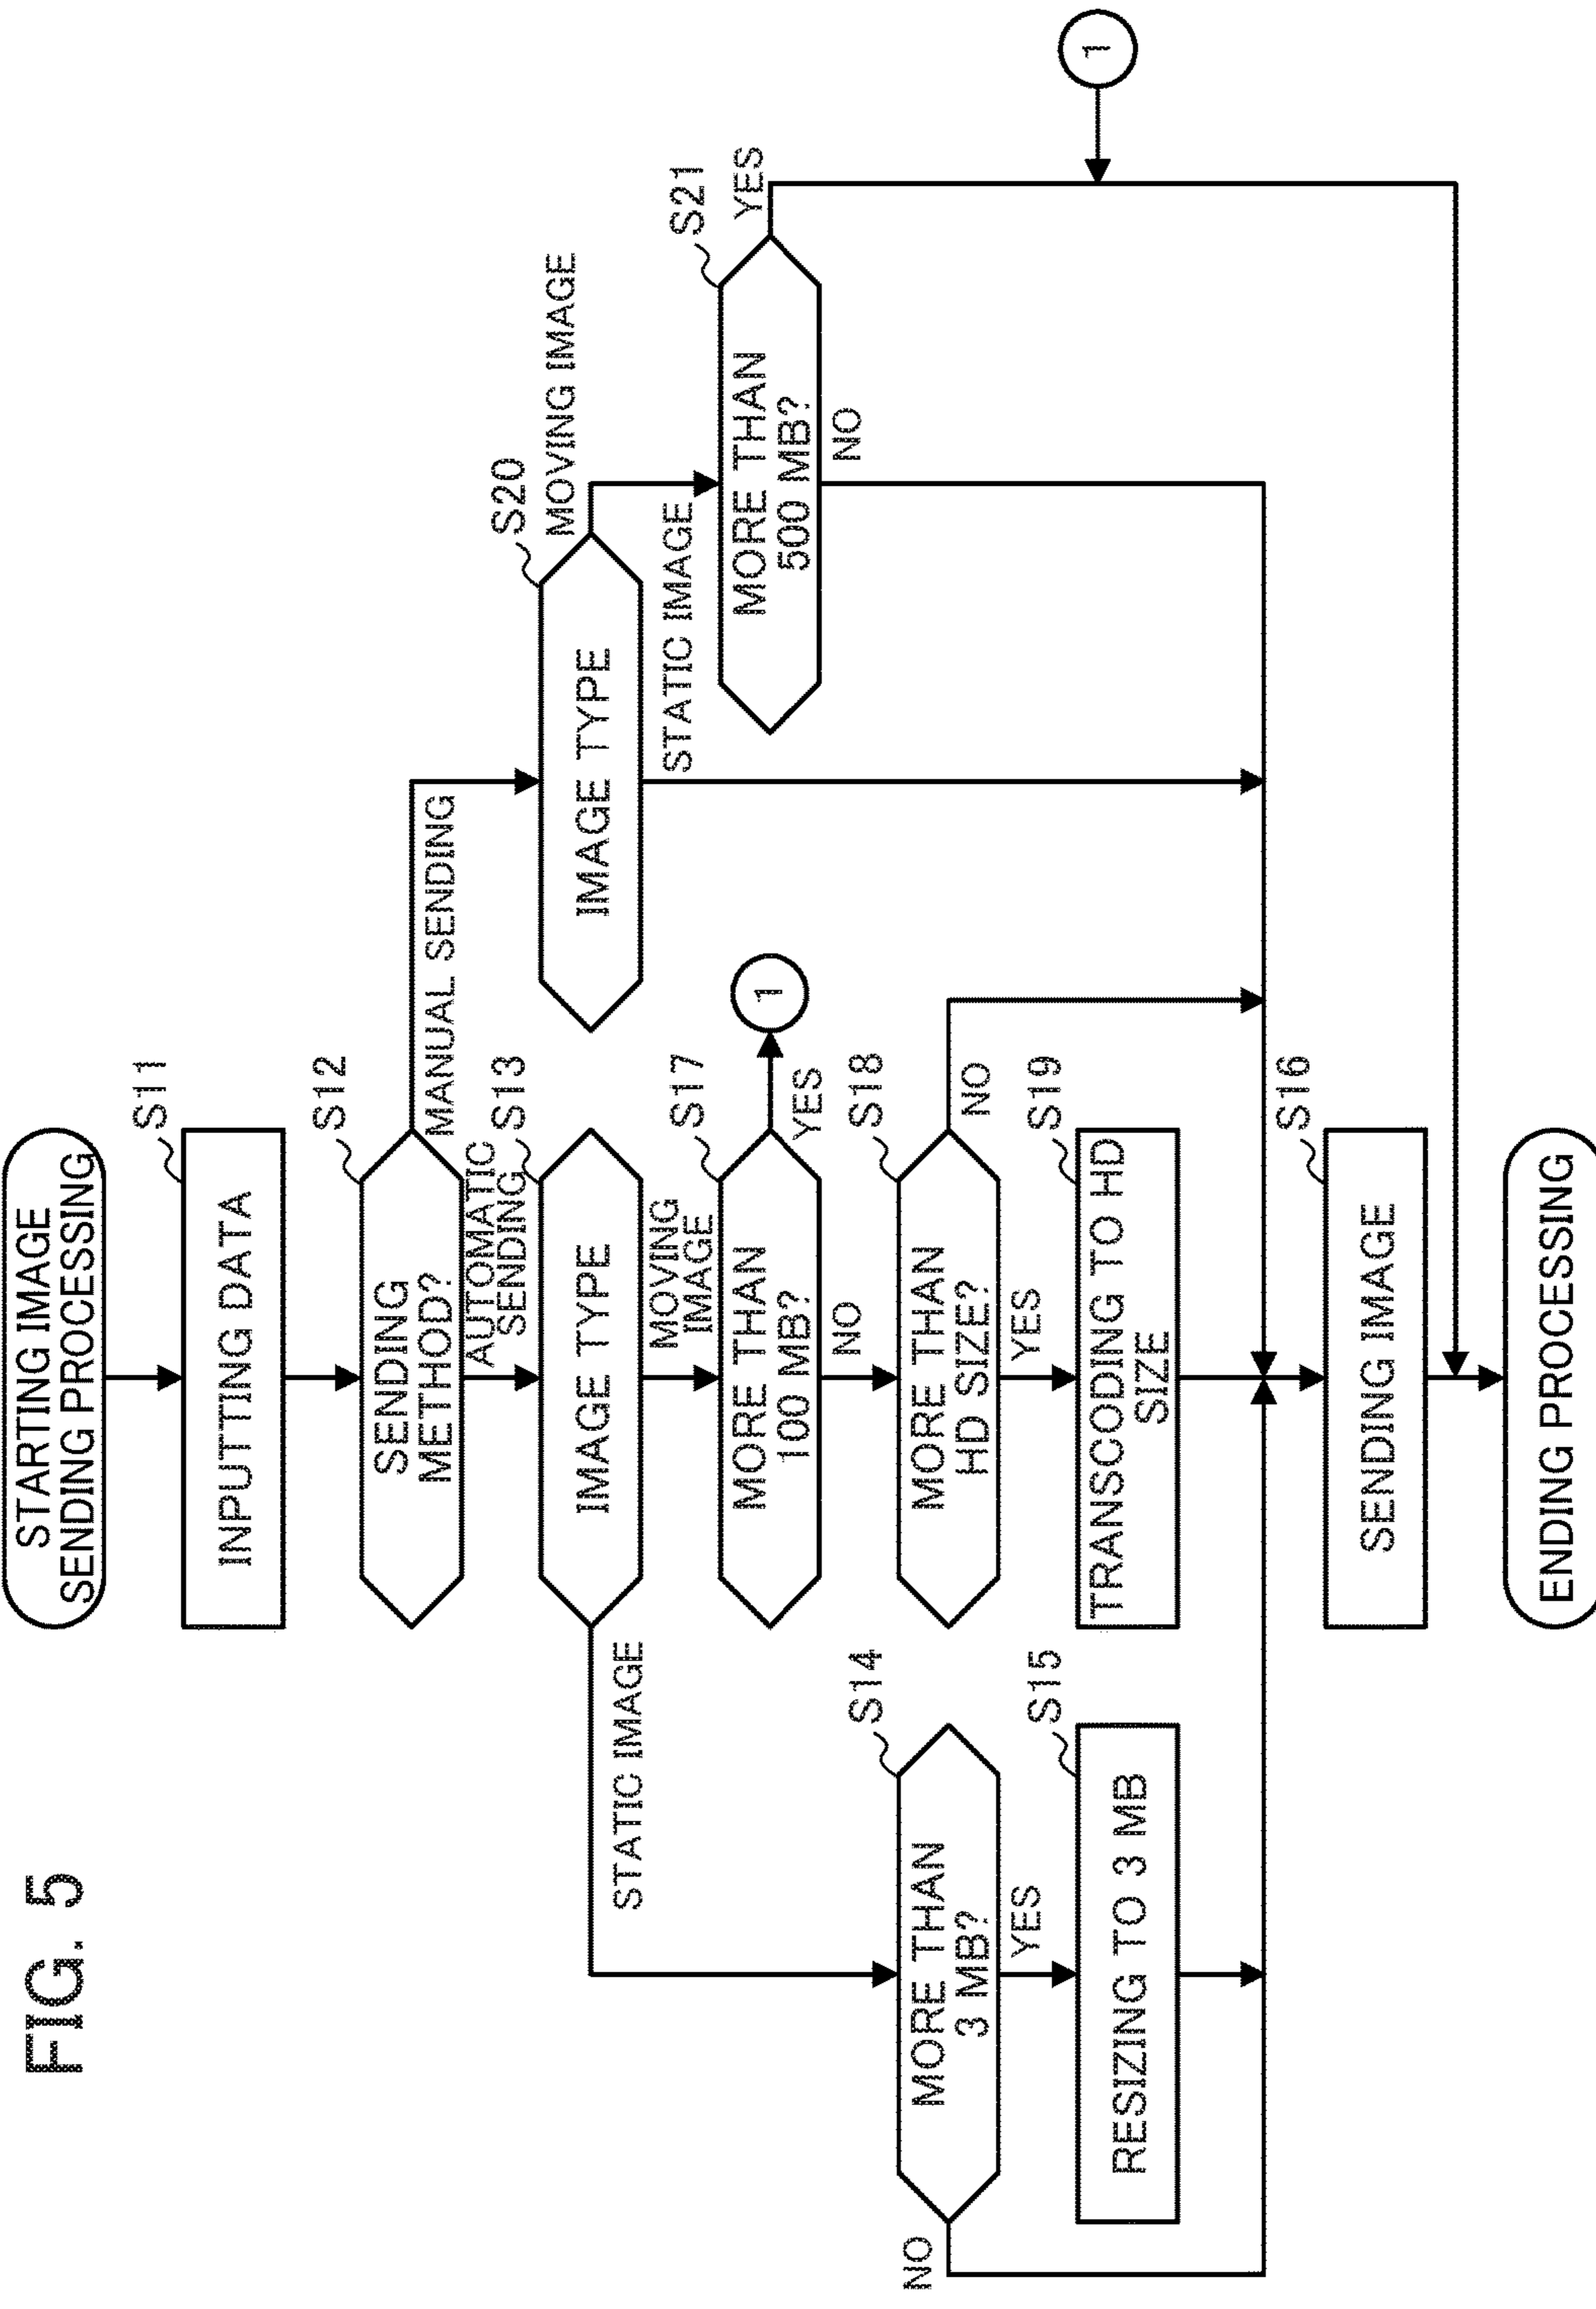 FIG. 5
STARTING IMAGE
SENDING PROCESSING
S11
INPUTTING DATA
S12
SENDING
METHOD?
MANUAL SENDING
AUTOMATIC
SENDING
S13
IMAGE TYPE
STATIC IMAGE
MOVING
IMAGE
S20
IMAGE TYPE
MOVING IMAGE
STATIC IMAGE
S17
MORE THAN
100 MB?
YES
1
NO
S21
MORE THAN
500 MB?
YES
NO
1
S14
MORE THAN
3 MB?
NO
YES
S18
MORE THAN
HD SIZE?
NO
YES
S15
RESIZING TO 3 MB
S19
TRANSCODING TO HD
SIZE
S16
SENDING IMAGE
ENDING PROCESSING